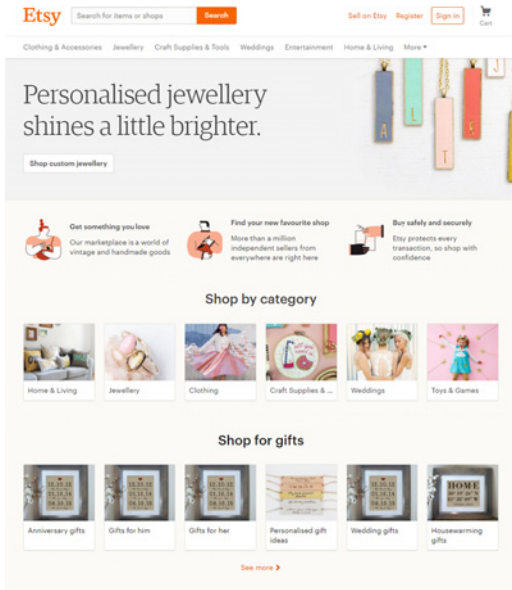 Etsy
Search for items or shops
Search
Sell on Etsy Register Sign in
Cart
Clothing & Accessories Jewellery Craft Supplies & Tools Weddings Entertainment Home & Living More
Personalised jewellery
shines a little brighter.
Shop custom jewellery
A
L
T
S
J
Get something you love
Our marketplace is a world of
vintage and handmade goods
Find your new favourite shop
More than a million
independent sellers from
everywhere are right here
Buy safely and securely
Etsy protects every
transaction, so shop with
confidence
Shop by category
Home & Living
Jewellery
Clothing
Craft Supplies & ...
Weddings
Toys & Games
Shop for gifts
HOME
Anniversary gifts
Gifts for him
Gifts for her
Personalised gift
ideas
Wedding gifts
Housewarming
gifts
See more